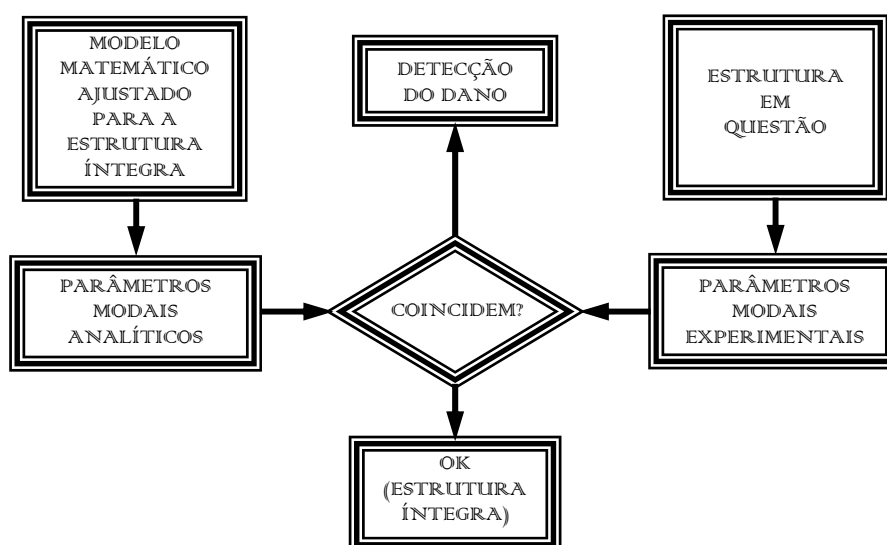 MODELO
MATEMÁTICO
AJUSTADO
PARA A
ESTRUTURA
ÍNTEGRA
DETECÇÃO
DO DANO
ESTRUTURA
EM
QUESTÃO
PARÂMETROS
MODAIS
ANALÍTICOS
COINCIDEM?
PARÂMETROS
MODAIS
EXPERIMENTAIS
OK
(ESTRUTURA
ÍNTEGRA)